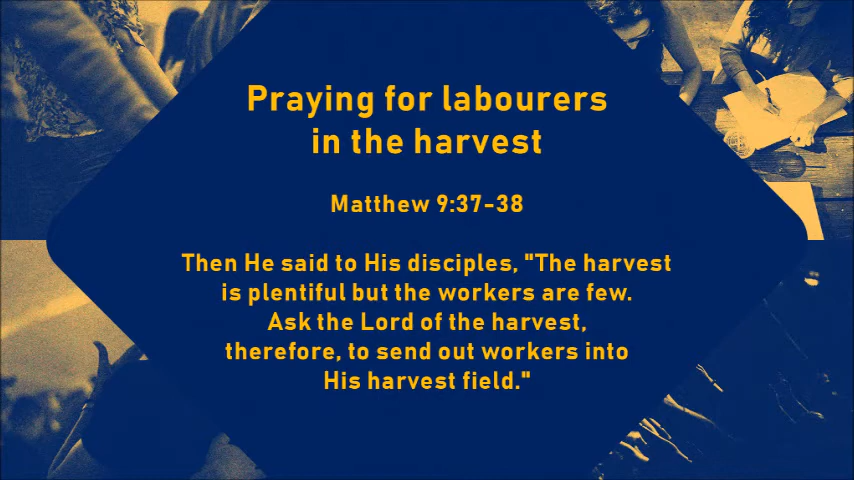 Praying for labourers
in the harvest
Matthew 9:37-38
Then He said to His disciples, "The harvest
is plentiful but the workers are few.
Ask the Lord of the harvest,
therefore, to send out workers into
His harvest field."